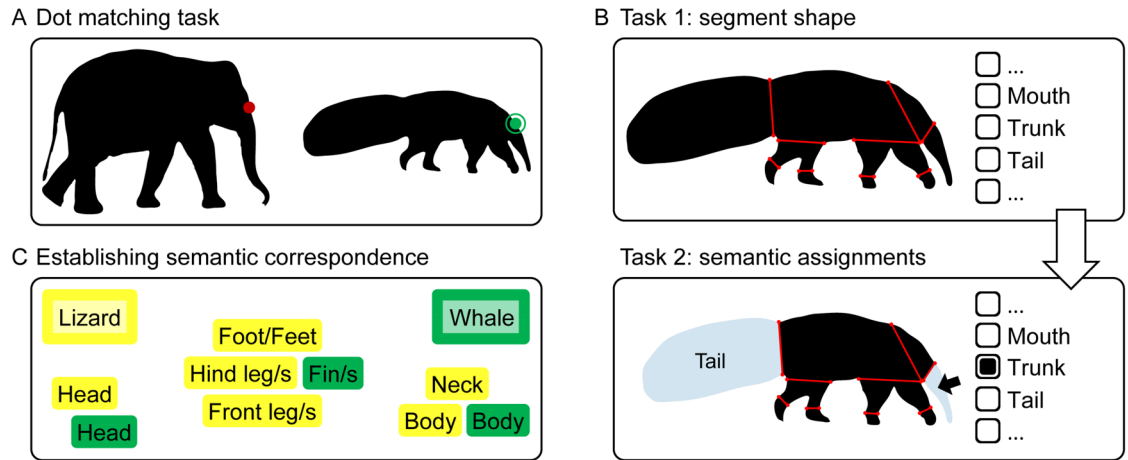 A Dot matching task
B Task 1: segment shape
...
Mouth
Trunk
Tail
...
C Establishing semantic correspondence
Lizard
Whale
Foot/Feet
Hind leg/s Fin/s
Front leg/s
Head
Head
Neck
Body Body
Task 2: semantic assignments
Tail
...
Mouth
Trunk
Tail
...